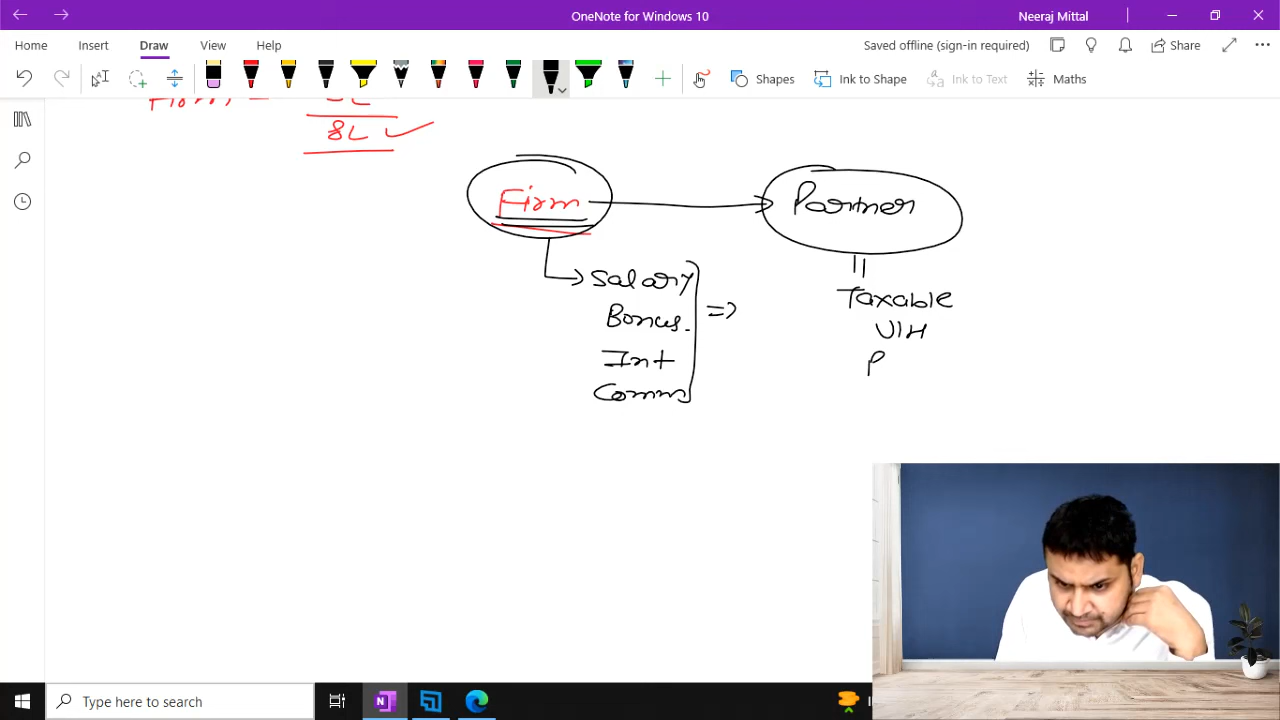 OneNote for Windows 10
Neeraj Mittal
Home Insert Draw View Help
Saved offline (sign-in required)
Share
Shapes
Ink to Shape
Ink to Text
Maths
8L
Firm
Partner
Salary
Bonus.
Int
Comm
Taxable
U/H
P
Type here to search